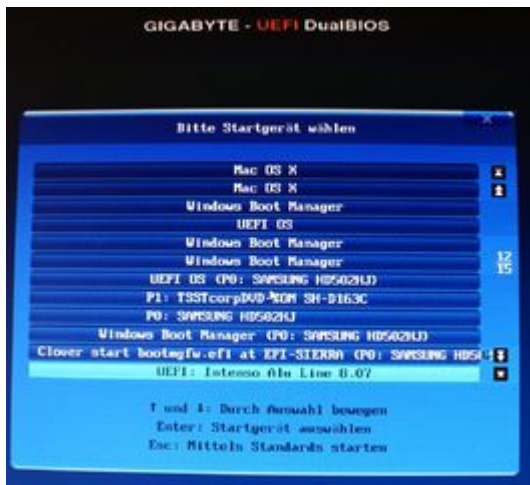 GIGABYTE - UEFI DualBIOS
Bitte Startgerät wählen
Mac OS X
Mac OS X
Windows Boot Manager
UEFI OS
Windows Boot Manager
Windows Boot Manager
12
15
UEFI OS (P0: SAMSUNG HD502HJ)
P1: TSSTcorpDVD-ROM SH-D163C
P0: SAMSUNG HD502HJ
Windows Boot Manager (P0: SAMSUNG HD502HJ)
Clover start bootmgfw.efi at EFI-SIERRA (P0: SAMSUNG HD50
UEFI: Intenso Alu Line 8.07
↑ und ↓: Durch Auswahl bewegen
Enter: Startgerät auswählen
Esc: Mitteln Standards starten